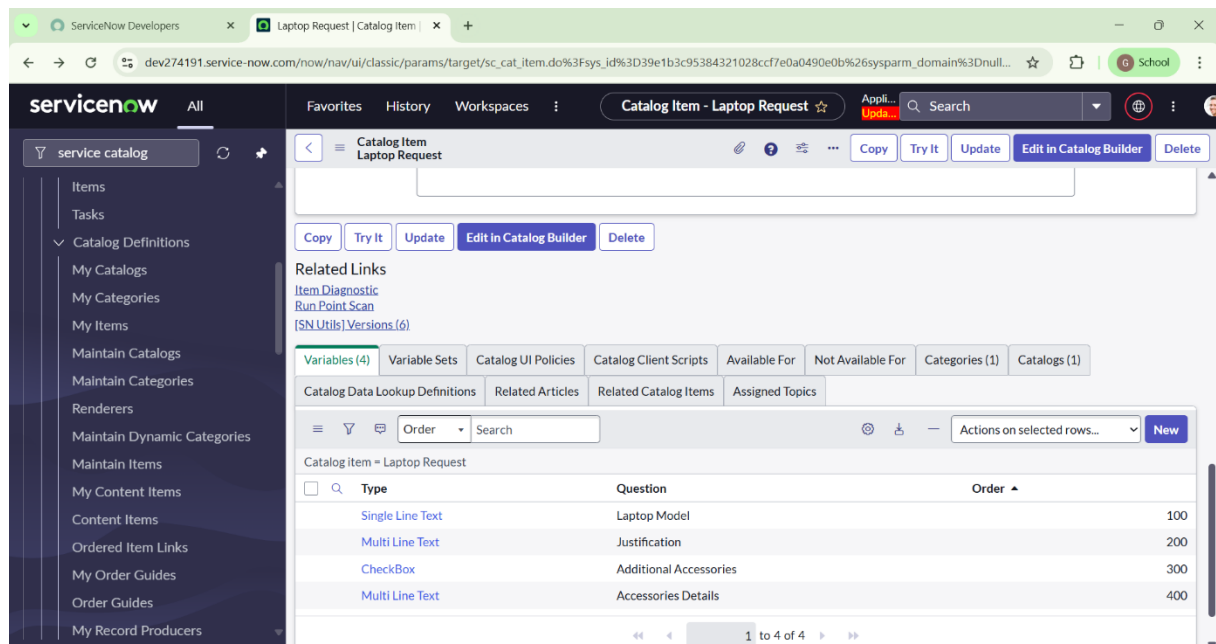 ServiceNow Developers
Laptop Request | Catalog Item |
dev274191.service-now.com/now/nav/ui/classic/params/target/sc_cat_item.do%3Fsys_id%3D39e1b3c95384321028ccf7e0a0490e0b%26sysparm_domain%3Dnull...
G School
servicenow All Favorites History Workspaces Catalog Item - Laptop Request Appli... Upda... Search
service catalog
Items
Tasks
Catalog Definitions
My Catalogs
My Categories
My Items
Maintain Catalogs
Maintain Categories
Renderers
Maintain Dynamic Categories
Maintain Items
My Content Items
Content Items
Ordered Item Links
My Order Guides
Order Guides
My Record Producers
Catalog Item
Laptop Request
Copy Try It Update Edit in Catalog Builder Delete
Copy Try It Update Edit in Catalog Builder Delete
Related Links
Item Diagnostic
Run Point Scan
[SN Utils] Versions (6)
Variables (4) Variable Sets Catalog UI Policies Catalog Client Scripts Available For Not Available For Categories (1) Catalogs (1)
Catalog Data Lookup Definitions Related Articles Related Catalog Items Assigned Topics
Order Search Actions on selected rows... New
Catalog item = Laptop Request
Type Question Order
Single Line Text Laptop Model 100
Multi Line Text Justification 200
CheckBox Additional Accessories 300
Multi Line Text Accessories Details 400
1 to 4 of 4